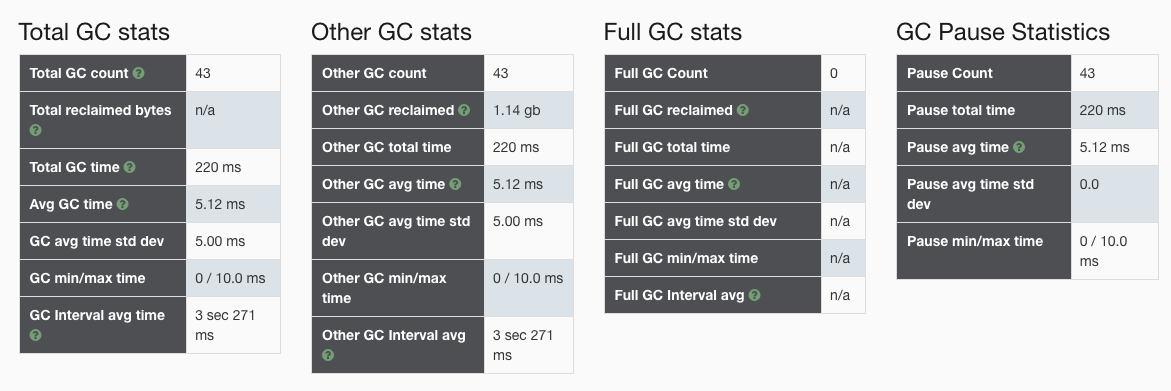 Total GC stats
Total GC count ? 43
Total reclaimed bytes ? n/a
Total GC time ? 220 ms
Avg GC time ? 5.12 ms
GC avg time std dev 5.00 ms
GC min/max time 0 / 10.0 ms
GC Interval avg time ? 3 sec 271
ms
Other GC stats
Other GC count 43
Other GC reclaimed ? 1.14 gb
Other GC total time 220 ms
Other GC avg time ? 5.12 ms
Other GC avg time std 5.00 ms
dev
Other GC min/max 0 / 10.0 ms
time
Other GC Interval avg 3 sec 271
? ms
Full GC stats
Full GC Count 0
Full GC reclaimed ? n/a
Full GC total time n/a
Full GC avg time ? n/a
Full GC avg time std dev n/a
Full GC min/max time n/a
Full GC Interval avg ? n/a
GC Pause Statistics
Pause Count 43
Pause total time 220 ms
Pause avg time ? 5.12 ms
Pause avg time std 0.0
dev
Pause min/max time 0 / 10.0
ms